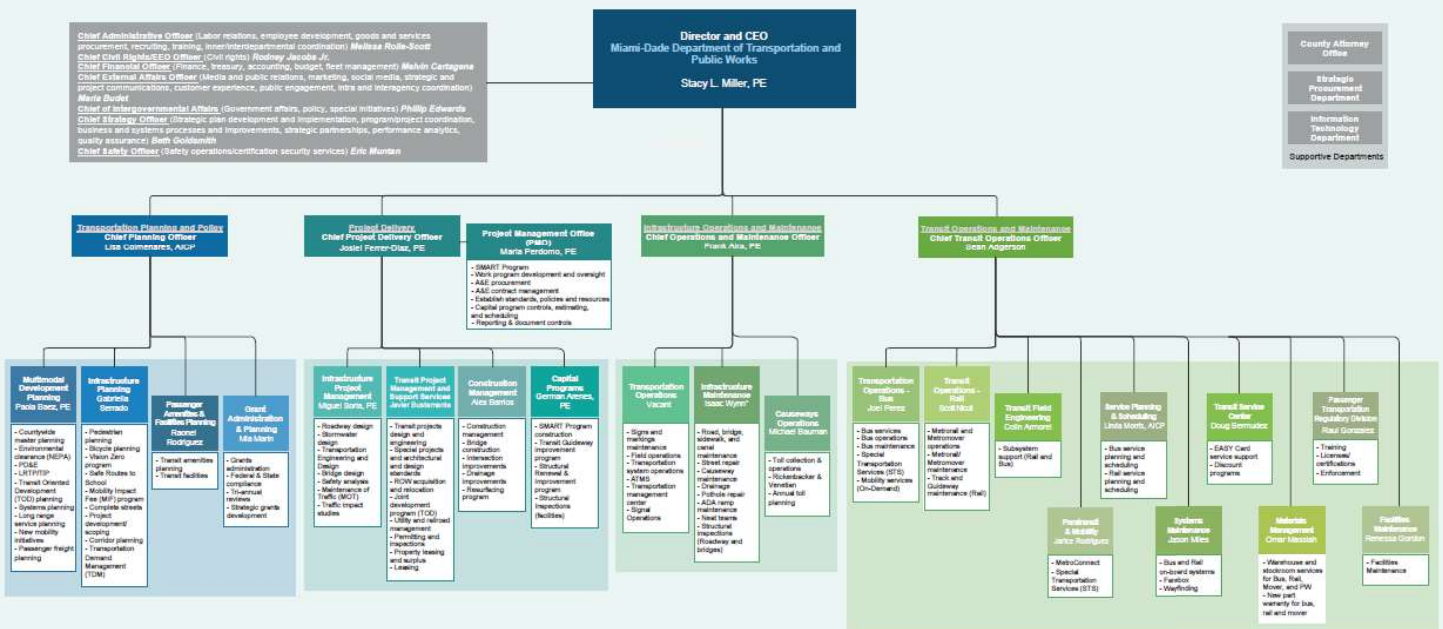 Chief Administrative Officer (Labor relations, employee development, goods and services
procurement, recruiting, training, inner/interdepartmental coordination) Melissa Rolle-Scott
Chief Civil Rights/EEO Officer (Civil rights) Rodney Jacobs Jr.
Chief Financial Officer (Finance, treasury, accounting, budget, fleet management) Melvin Cartagena
Chief External Affairs Officer (Media and public relations, marketing, social media, strategic and
project communications, customer experience, public engagement, intra and interagency coordination)
Maria Budet
Chief of Intergovernmental Affairs (Government affairs, policy, special initiatives) Phillip Edwards
Chief Strategy Officer (Strategic plan development and implementation, program/project coordination,
business and systems processes and improvements, strategic partnerships, performance analytics,
quality assurance) Beth Goldsmith
Chief Safety Officer (Safety operations/certification security services) Eric Muntan
Director and CEO
Miami-Dade Department of Transportation and
Public Works
Stacy L. Miller, PE
County Attorney
Office
Strategic
Procurement
Department
Information
Technology
Department
Supportive Departments
Transportation Planning and Policy
Chief Planning Officer
Lisa Colmenares, AICP
Project Delivery
Chief Project Delivery Officer
Josiel Ferrer-Diaz, PE
Project Management Office
(PMO)
Maria Perdomo, PE
- SMART Program
- Work program development and oversight
- A&E procurement
- A&E contract management
- Establish standards, policies and resources
- Capital program controls, estimating,
and scheduling
- Reporting & document controls
Infrastructure Operations and Maintenance
Chief Operations and Maintenance Officer
Frank Aira, PE
Transit Operations and Maintenance
Chief Transit Operations Officer
Sean Adgerson
Multimodal
Development
Planning
Paola Baez, PE
- Countywide
master planning
- Environmental
clearance (NEPA)
- PD&E
- LRTP/TIP
- Transit Oriented
Development
(TOD) planning
- Systems planning
- Long range
service planning
- New mobility
initiatives
- Passenger freight
planning
Infrastructure
Planning
Gabriella
Serrado
- Pedestrian
planning
- Bicycle planning
- Vision Zero
program
- Safe Routes to
School
- Mobility Impact
Fee (MIF) program
- Complete streets
- Project
development/
scoping
- Corridor planning
- Transportation
Demand
Management
(TDM)
Passenger
Amenities &
Facilities Planning
Rodriguez
- Transit amenities
planning
- Transit facilities
Grant
Administration
& Planning
Mia Marin
- Grants
administration
- Federal & State
compliance
- Tri-annual
reviews
- Strategic grants
development
Infrastructure
Project
Management
Miguel Soria, PE
- Roadway design
- Stormwater
design
- Transportation
Engineering and
Design
- Bridge design
- Safety analysis
- Maintenance of
Traffic (MOT)
- Traffic impact
studies
Transit Project
Management and
Support Services
Javier Bustamante
- Transit projects
design and
engineering
- Special projects
and architectural
and design
standards
- ROW acquisition
and relocation
- Joint
development
program (TOD)
- Utility and railroad
management
- Permitting and
inspections
- Property leasing
and surplus
- Leasing
Construction
Management
Alex Barrios
- Construction
management
- Bridge
construction
- Intersection
improvements
- Drainage
improvements
- Resurfacing
program
Capital
Programs
German Arenes,
PE
- SMART Program
construction
- Transit Guideway
improvement
program
- Structural
Renewal &
improvement
program
- Structural
Inspections
(facilities)
Transportation
Operations
Vacant
- Signs and
markings
maintenance
- Field operations
- Transportation
system operations
- ATMS
- Transportation
management
center
- Signal
Operations
Infrastructure
Maintenance
Isaac Wynn*
- Road, bridge,
sidewalk, and
canal
maintenance
- Street repair
- Causeway
maintenance
- Drainage
- Pothole repair
- ADA ramp
maintenance
- Neat teams
- Structural
inspections
(Roadway and
bridges)
Causeways
Operations
Michael Bauman
- Toll collection &
operations
- Rickenbacker &
Venetian
- Annual toll
planning
Transportation
Operations -
Bus
Joel Perez
- Bus services
- Bus operations
- Bus maintenance
- Special
Transportation
Services (STS)
- Mobility services
(On-Demand)
Transit
Operations -
Rail
Scott Nicol
- Metrorail and
Metromover
operations
- Metrorail/
Metromover
maintenance
- Track and
Guideway
maintenance (Rail)
Transit Field
Engineering
Colin Armorel
- Subsystem
support (Rail and
Bus)
Paratransit
& Mobility
Janice Rodriguez
- MetroConnect
- Special
Transportation
Services (STS)
Service Planning
& Scheduling
Linda Morris, AICP
- Bus service
planning and
scheduling
- Rail service
planning and
scheduling
Systems
Maintenance
Jason Miles
- Bus and Rail
on-board systems
- Farebox
- Wayfinding
Transit Service
Center
Doug Bermudez
- EASY Card
service support
- Discount
programs
Materials
Management
Omar Massiah
- Warehouse and
stockroom services
for Bus, Rail,
Mover, and PW
- New part
warranty for bus,
rail and mover
Passenger
Transportation
Regulatory Division
Raul Gonzalez
- Training
- Licenses/
certifications
- Enforcement
Facilities
Maintenance
Renessa Gordon
- Facilities
Maintenance